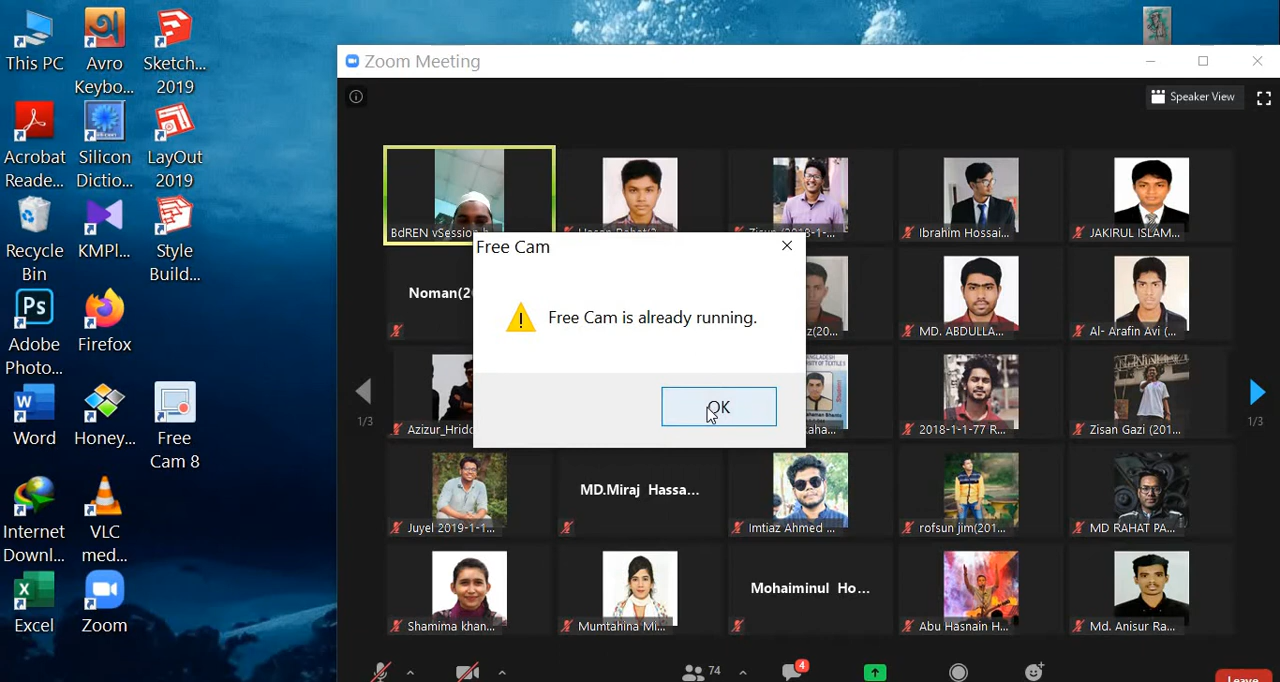 This PC
Avro Keybo...
Sketch... 2019
Acrobat Reade...
Silicon Dictio...
LayOut 2019
Recycle Bin
KMPl...
Style Build...
Ps
Adobe Photo...
Firefox
Word
Honey...
Free Cam 8
Internet Downl...
VLC med...
Excel
Zoom
Zoom Meeting
Speaker View
BdREN vSession
Ibrahim Hossai...
JAKIRUL ISLAM...
Noman(20
MD. ABDULLA...
Al- Arafin Avi (...
Free Cam
Free Cam is already running.
OK
1/3
1/3
Azizur_Hrido
2018-1-1-77 R...
Zisan Gazi (201...
Juyel 2019-1-1...
MD.Miraj Hassa...
Imtiaz Ahmed ...
rofsun jim(201...
MD RAHAT PA...
Shamima khan...
Mumtahina Mi...
Mohaiminul Ho...
Abu Hasnain H...
Md. Anisur Ra...
74
4
Leave